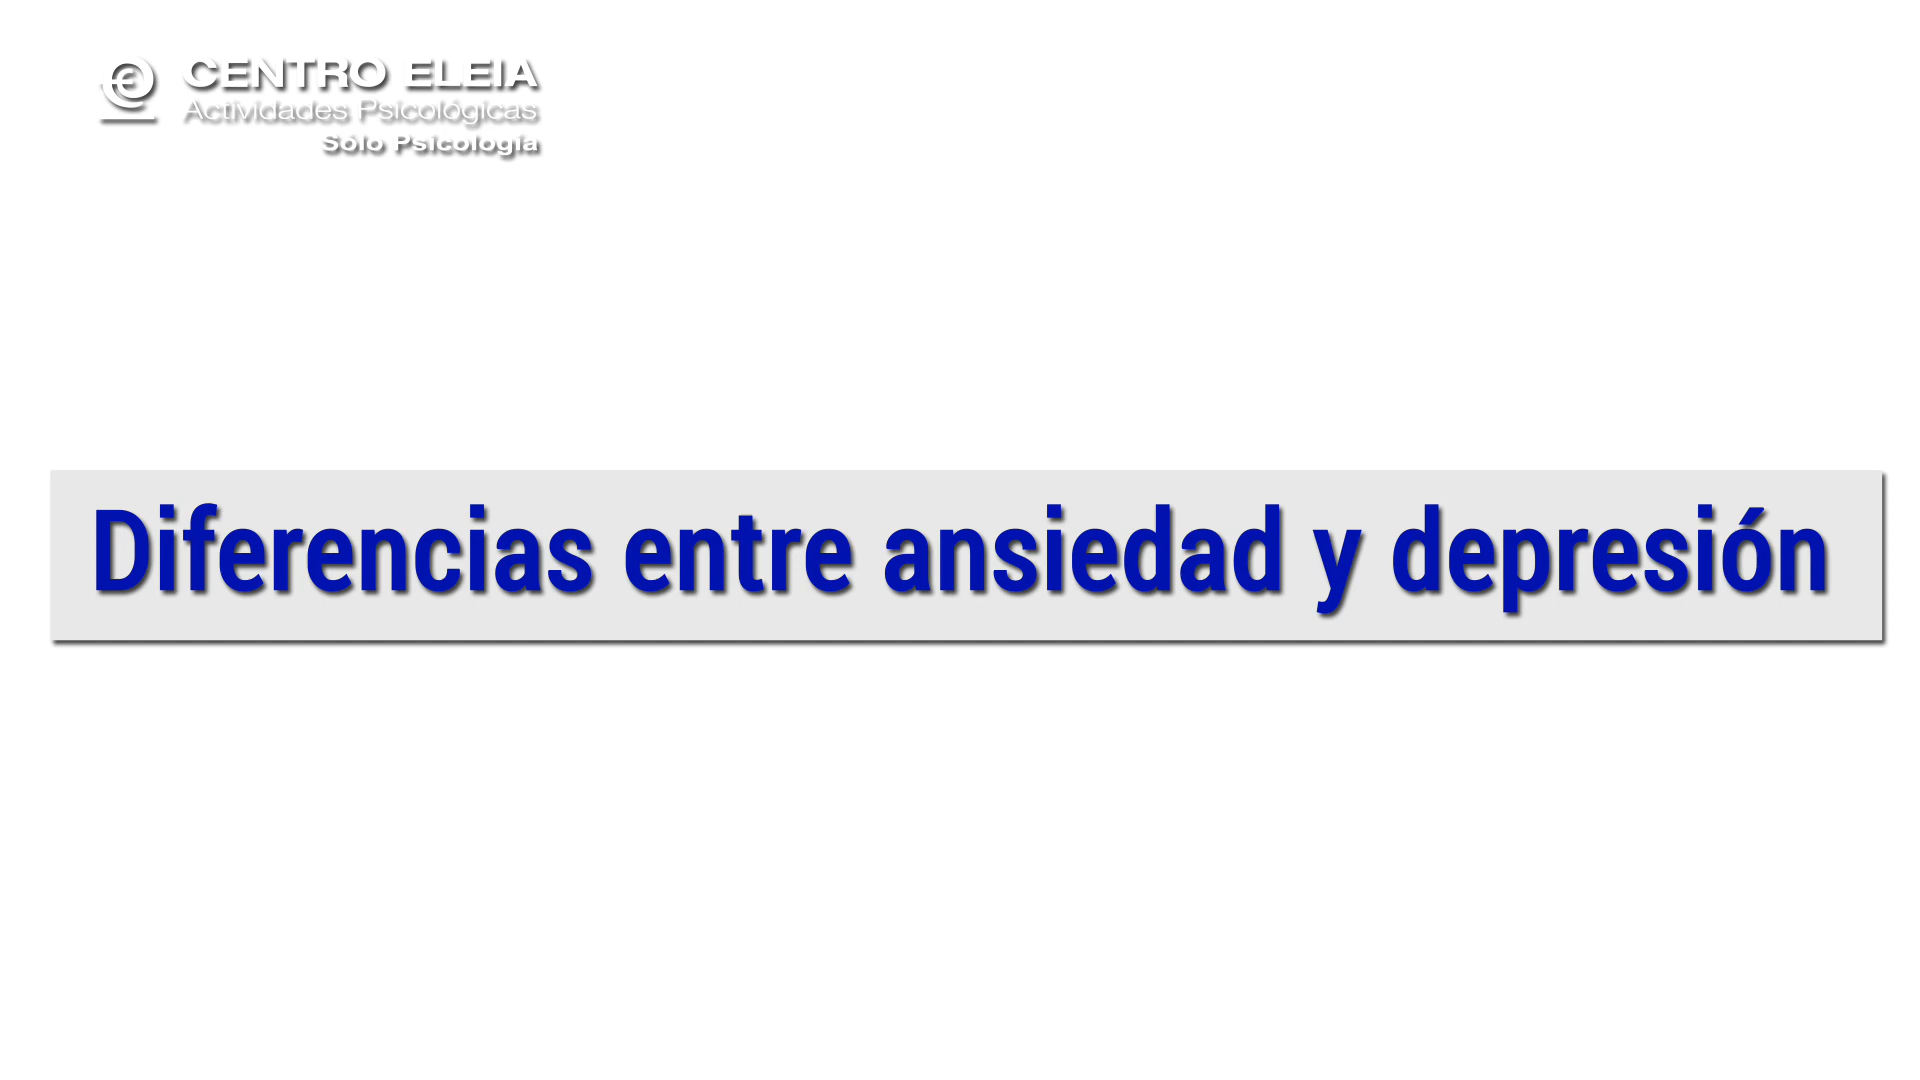 CENTRO ELEIA
Actividades Psicológicas
Sólo Psicología
Diferencias entre ansiedad y depresión